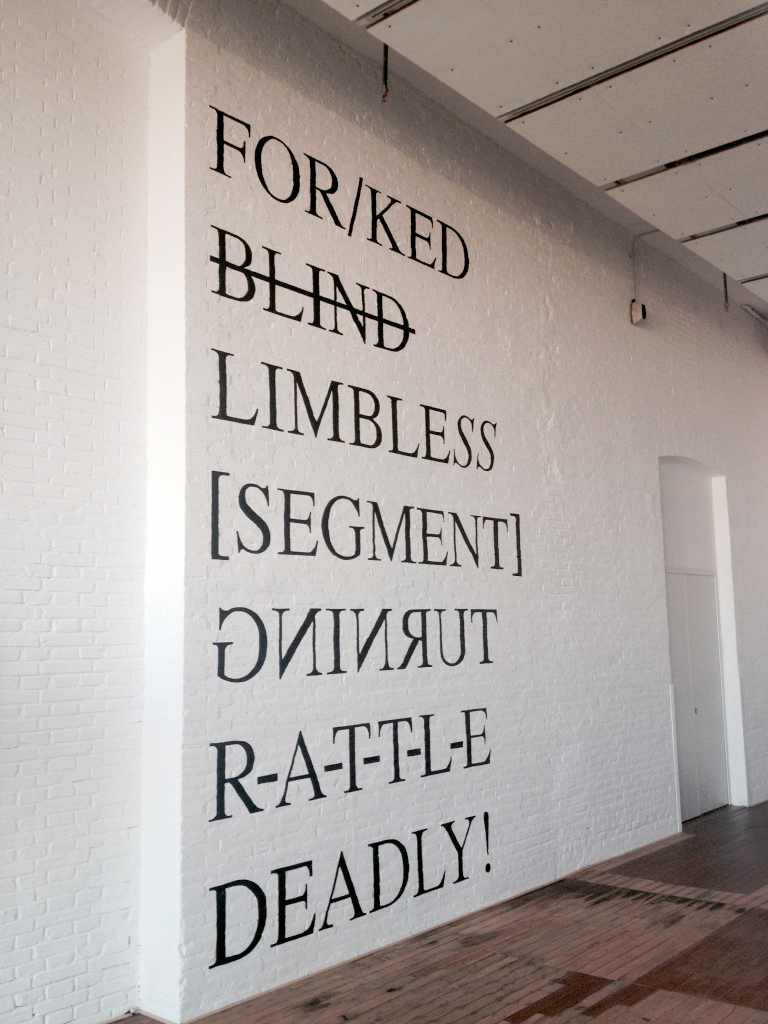 FOR/KED
BLIND
LIMBLESS
[SEGMENT]
TURNING
R-A-T-T-L-E
DEADLY!